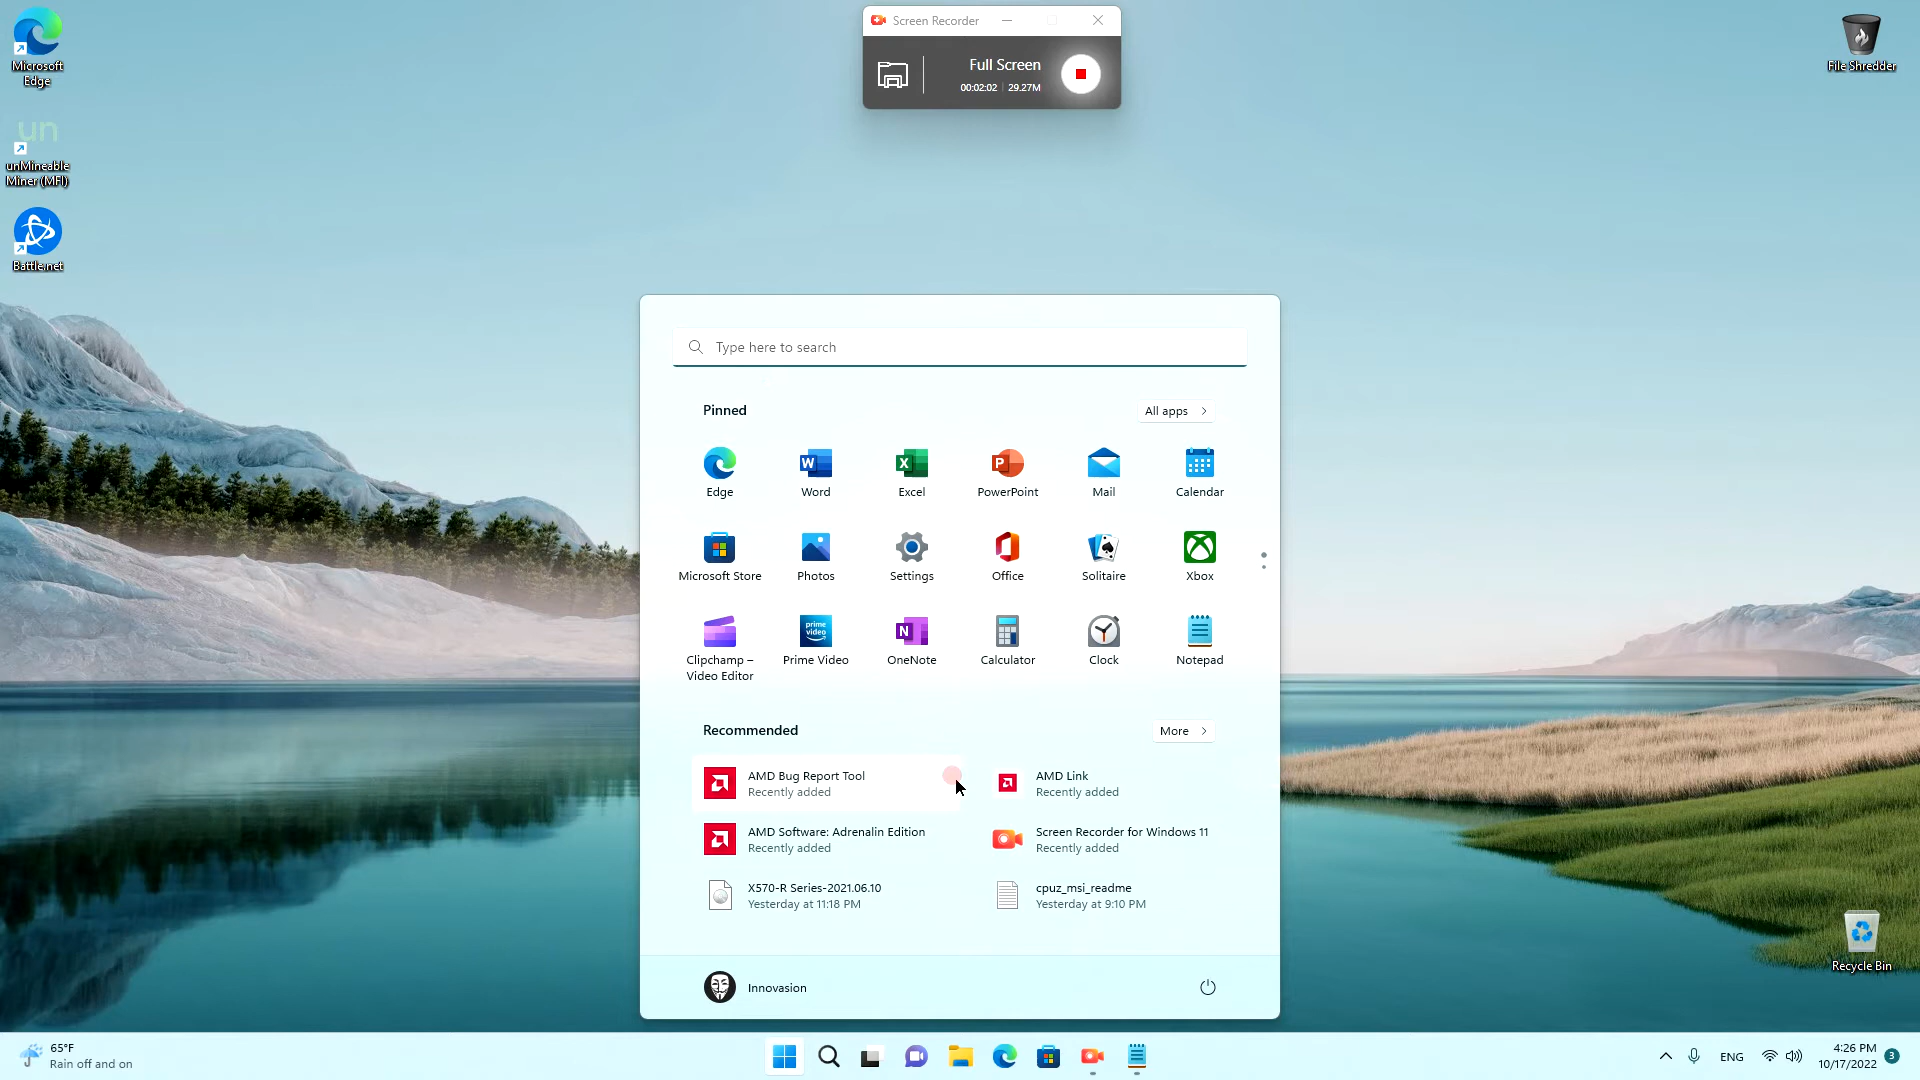 Microsoft
Edge
un
unMineable
Miner (MFI)
Battle.net
Screen Recorder
Full Screen
00:02:02 | 29.27M
File Shredder
Type here to search
Pinned
All apps
Edge
Word
Excel
PowerPoint
Mail
Calendar
Microsoft Store
Photos
Settings
Office
Solitaire
Xbox
prime
video
Clipchamp –
Video Editor
Prime Video
OneNote
Calculator
Clock
Notepad
Recommended
More
AMD Bug Report Tool
Recently added
AMD Link
Recently added
AMD Software: Adrenalin Edition
Recently added
Screen Recorder for Windows 11
Recently added
X570-R Series-2021.06.10
Yesterday at 11:18 PM
cpuz_msi_readme
Yesterday at 9:10 PM
Innovasion
Recycle Bin
65°F
Rain off and on
ENG
4:26 PM
10/17/2022
3